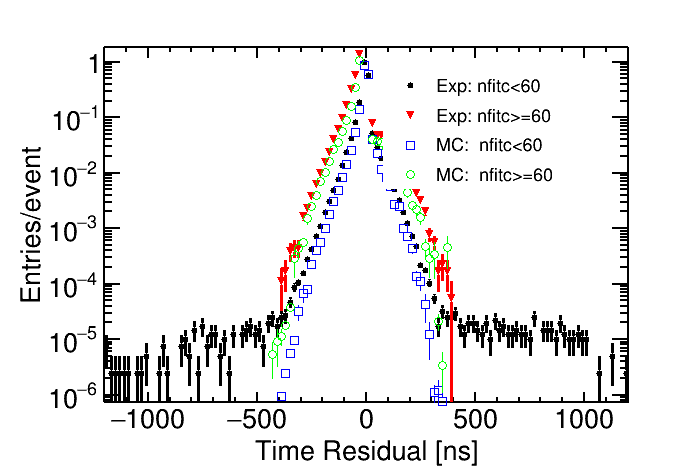 1
10⁻¹
10⁻²
10⁻³
10⁻⁴
10⁻⁵
10⁻⁶
Entries/event
Exp: nfitc<60
Exp: nfitc>=60
MC: nfitc<60
MC: nfitc>=60
−1000 −500 0 500 1000
Time Residual [ns]